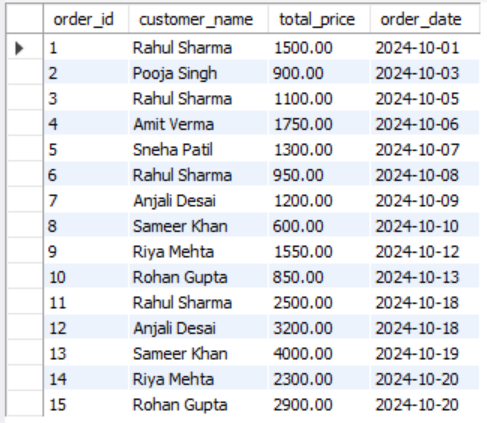 order_id customer_name total_price order_date
1 Rahul Sharma 1500.00 2024-10-01
2 Pooja Singh 900.00 2024-10-03
3 Rahul Sharma 1100.00 2024-10-05
4 Amit Verma 1750.00 2024-10-06
5 Sneha Patil 1300.00 2024-10-07
6 Rahul Sharma 950.00 2024-10-08
7 Anjali Desai 1200.00 2024-10-09
8 Sameer Khan 600.00 2024-10-10
9 Riya Mehta 1550.00 2024-10-12
10 Rohan Gupta 850.00 2024-10-13
11 Rahul Sharma 2500.00 2024-10-18
12 Anjali Desai 3200.00 2024-10-18
13 Sameer Khan 4000.00 2024-10-19
14 Riya Mehta 2300.00 2024-10-20
15 Rohan Gupta 2900.00 2024-10-20